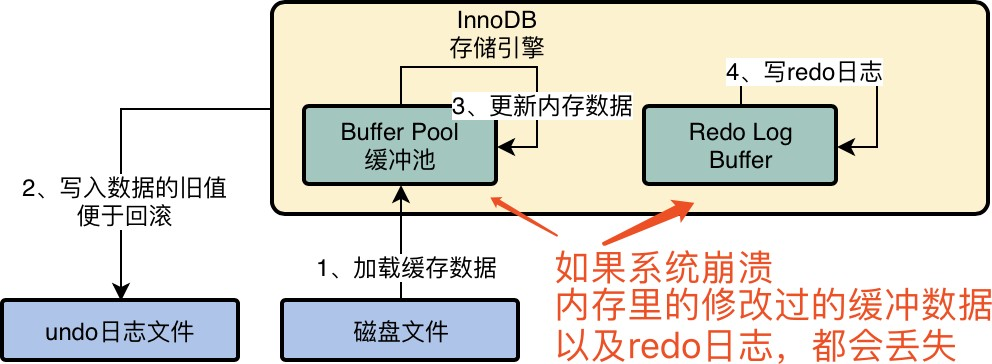 InnoDB
存储引擎
4、写redo日志
3、更新内存数据
Buffer Pool
缓冲池
Redo Log
Buffer
2、写入数据的旧值
便于回滚
1、加载缓存数据
如果系统崩溃
内存里的修改过的缓冲数据
以及redo日志，都会丢失
undo日志文件
磁盘文件